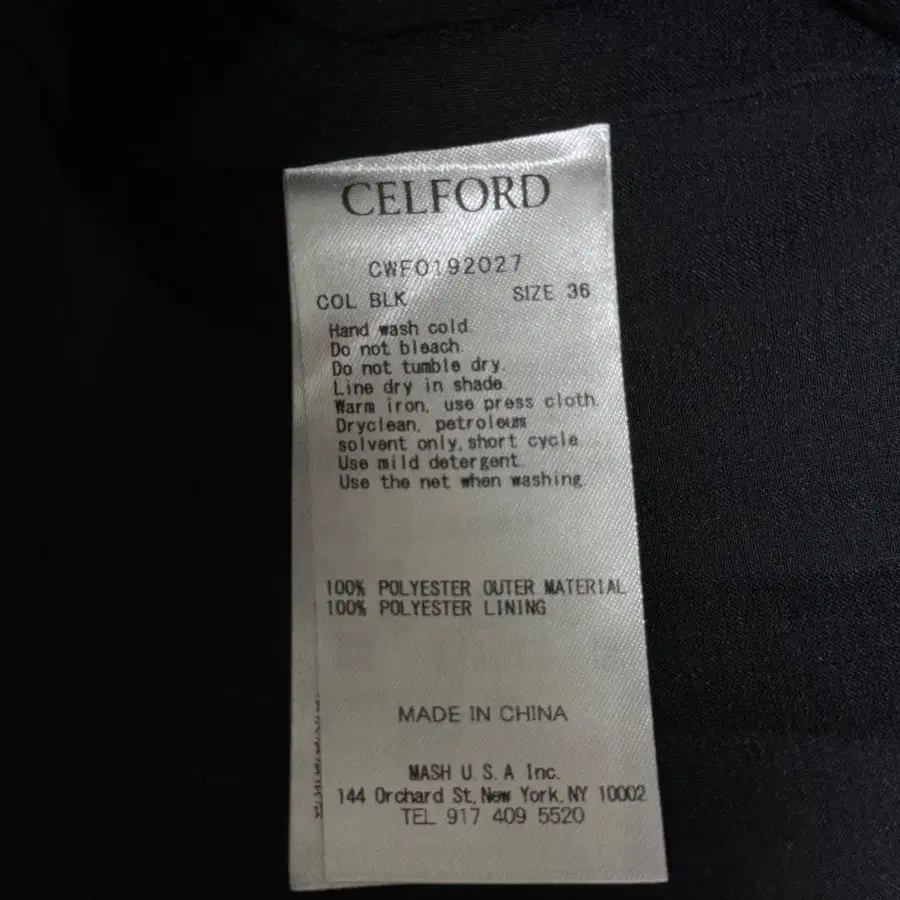 CELFORD
CWFO192027
COL BLK SIZE 36
Hand wash cold.
Do not bleach.
Do not tumble dry.
Line dry in shade.
Warm iron, use press cloth.
Dryclean, petroleum
solvent only, short cycle.
Use mild detergent.
Use the net when washing.
100% POLYESTER OUTER MATERIAL
100% POLYESTER LINING
MADE IN CHINA
MASH U.S.A Inc.
144 Orchard St, New York, NY 10002
TEL 917 409 5520